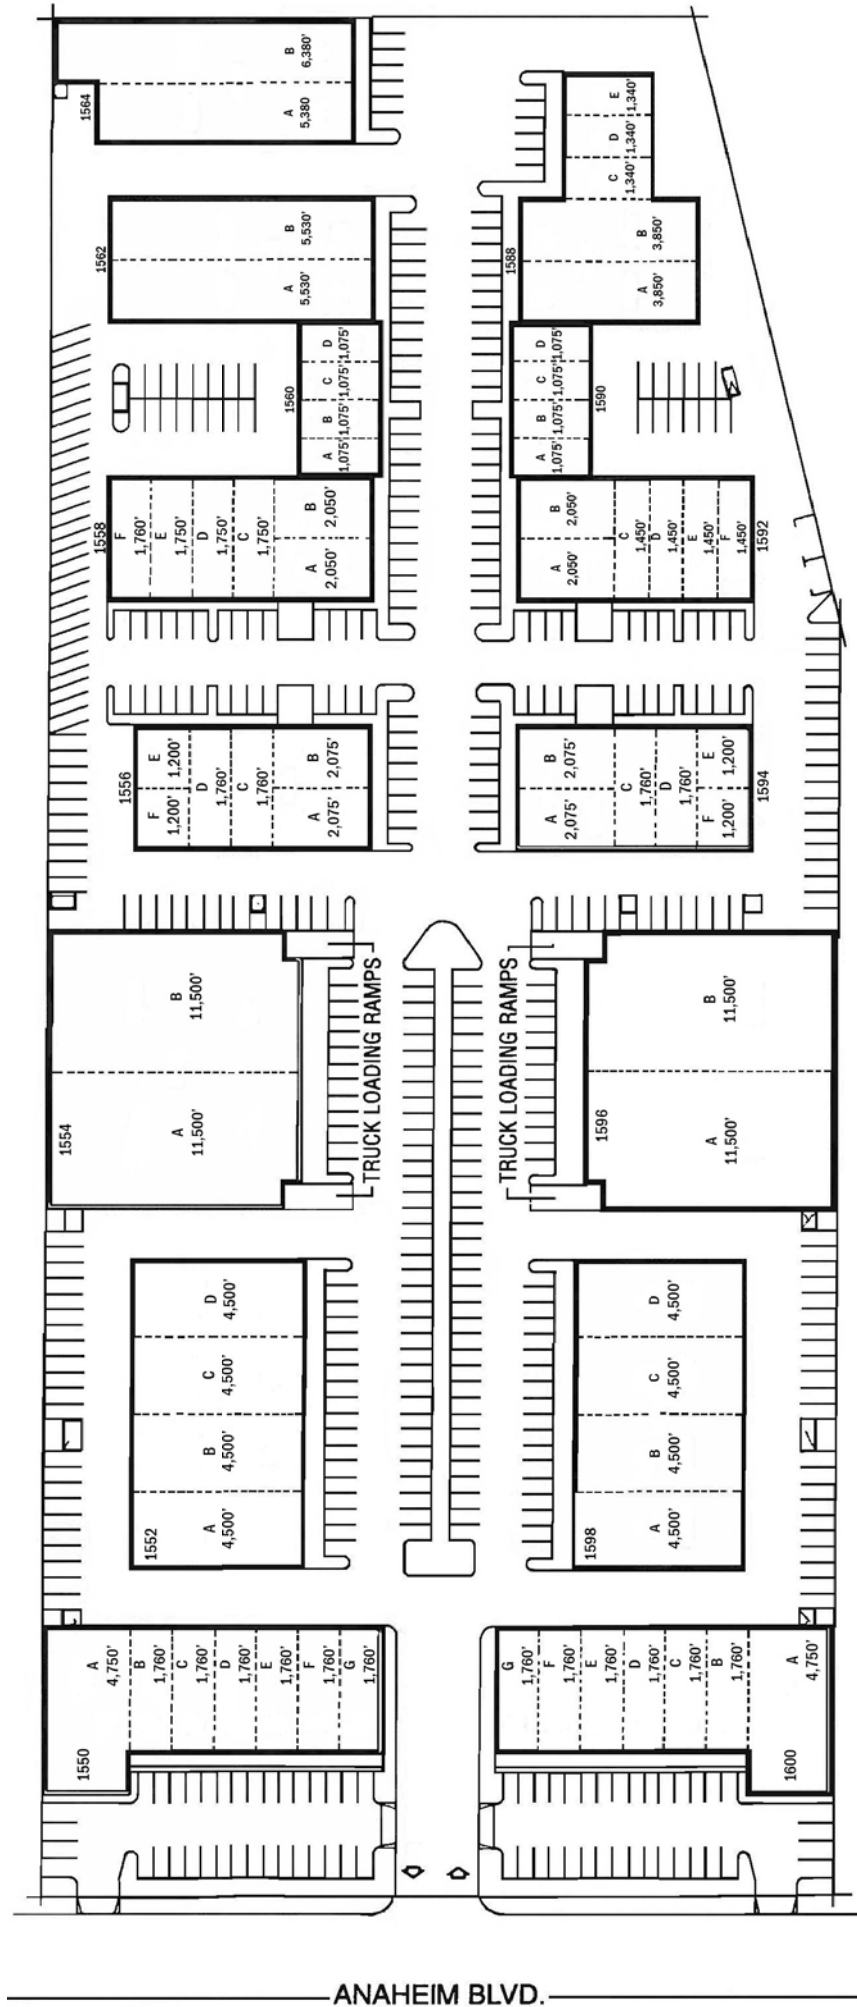 1564
B
6,380'
A
5,380
E
1,340'
D
1,340'
C
1,340'
1562
B
5,530'
A
5,530'
1588
B
3,850'
A
3,850'
1560
D
1,075'
C
1,075'
B
1,075'
A
1,075'
D
1,075'
C
1,075'
B
1,075'
A
1,075'
1590
1558
F
1,760'
E
1,750'
D
1,750'
C
1,750'
B
2,050'
A
2,050'
B
2,050'
A
2,050'
C
1,450'
D
1,450'
E
1,450'
F
1,450'
1592
1556
E
1,200'
F
1,200'
D
1,760'
C
1,760'
B
2,075'
A
2,075'
B
2,075'
A
2,075'
C
1,760'
D
1,760'
E
1,200'
F
1,200'
1594
B
11,500'
A
11,500'
1554
TRUCK LOADING RAMPS
TRUCK LOADING RAMPS
B
11,500'
A
11,500'
1596
D
4,500'
C
4,500'
B
4,500'
A
4,500'
1552
D
4,500'
C
4,500'
B
4,500'
A
4,500'
1598
A
4,750'
B
1,760'
C
1,760'
D
1,760'
E
1,760'
F
1,760'
G
1,760'
1550
G
1,760'
F
1,760'
E
1,760'
D
1,760'
C
1,760'
B
1,760'
A
4,750'
1600
ANAHEIM BLVD.